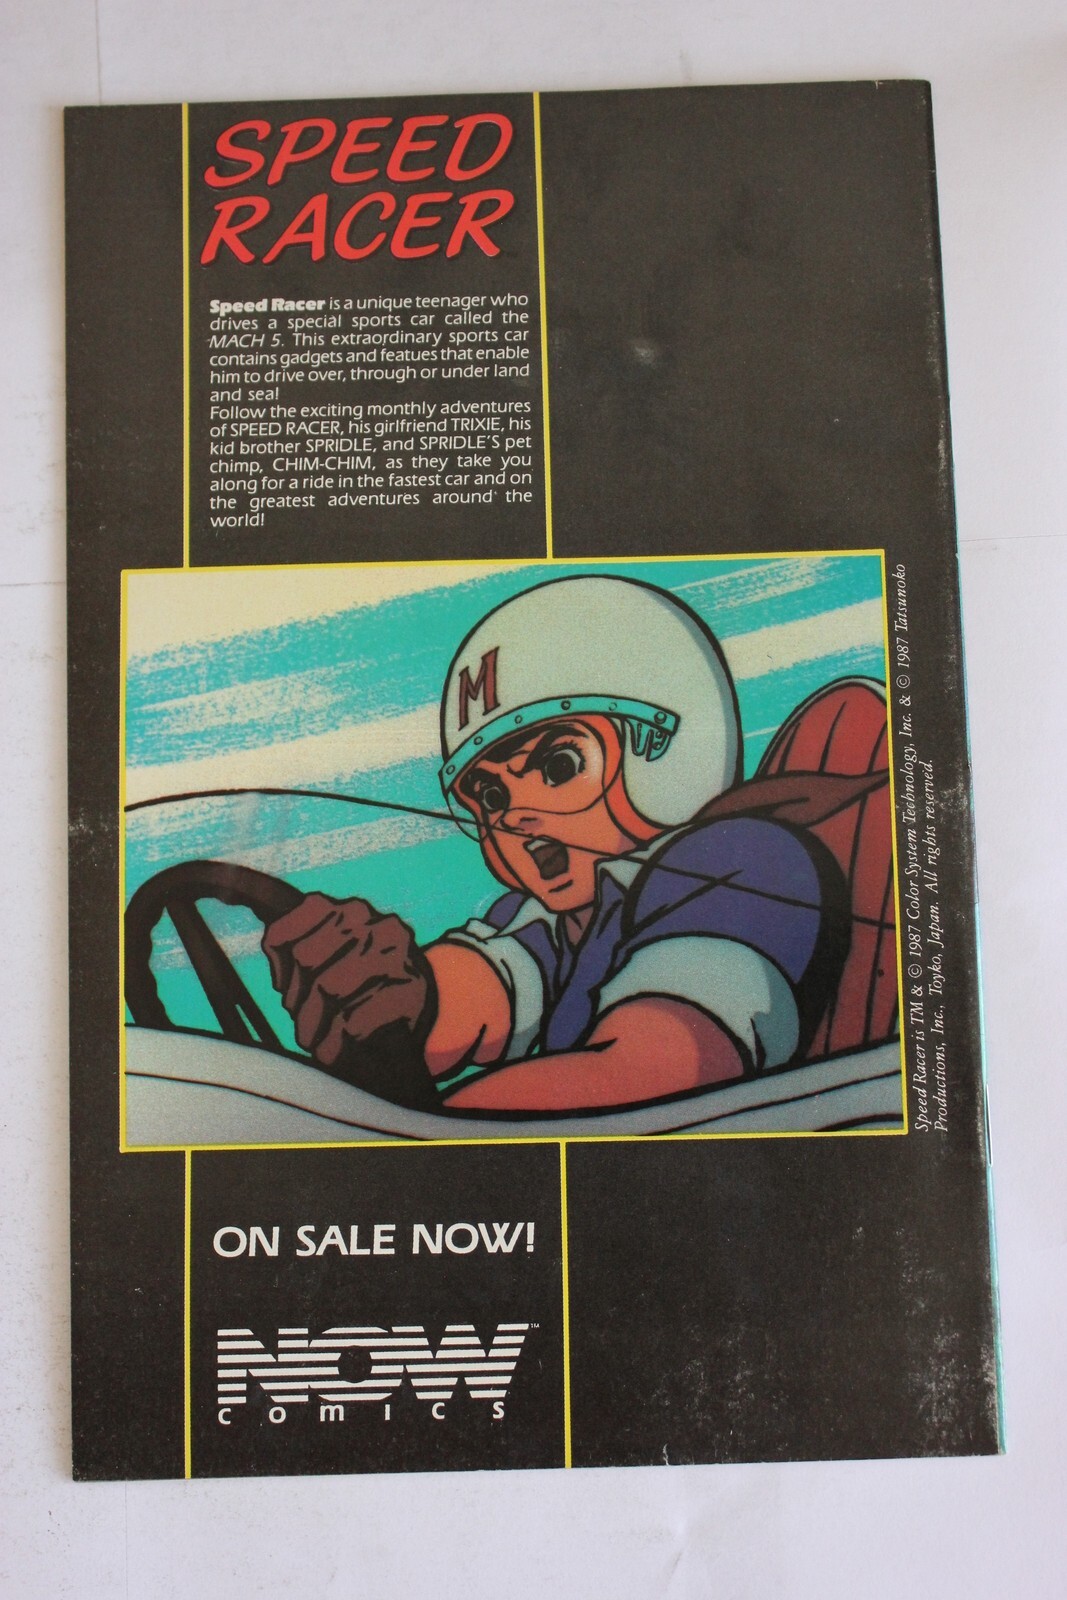 SPEED
RACER
Speed Racer is a unique teenager who
drives a special sports car called the
MACH 5. This extraordinary sports car
contains gadgets and featues that enable
him to drive over, through or under land
and sea!
Follow the exciting monthly adventures
of SPEED RACER, his girlfriend TRIXIE, his
kid brother SPRIDLE, and SPRIDLE'S pet
chimp, CHIM-CHIM, as they take you
along for a ride in the fastest car and on
the greatest adventures around the
world!
M
Speed Racer is TM & © 1987 Color System Technology, Inc. & © 1987 Tatsunoko
Productions, Inc., Toyko, Japan. All rights reserved.
ON SALE NOW!
NOW™
COMICS